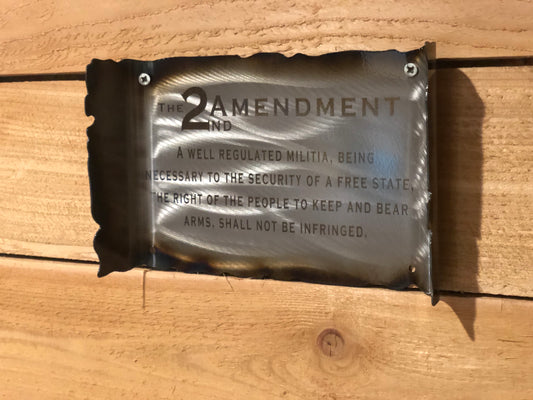 THE 2ND AMENDMENT
A WELL REGULATED MILITIA, BEING
NECESSARY TO THE SECURITY OF A FREE STATE,
THE RIGHT OF THE PEOPLE TO KEEP AND BEAR
ARMS, SHALL NOT BE INFRINGED.